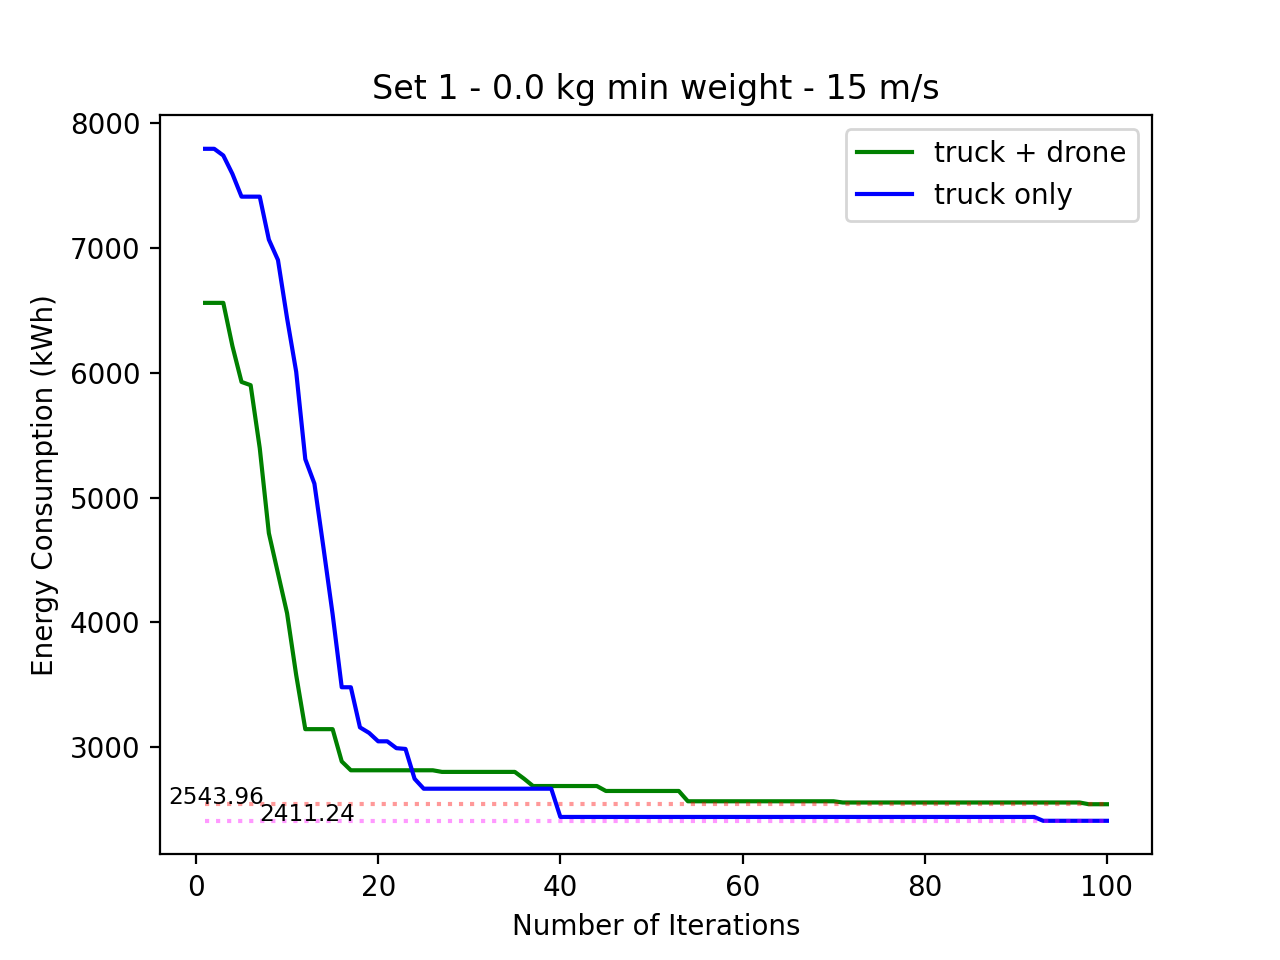 Set 1 - 0.0 kg min weight - 15 m/s
8000
7000
6000
5000
4000
3000
Energy Consumption (kWh)
truck + drone
truck only
2543.96
2411.24
0 20 40 60 80 100
Number of Iterations